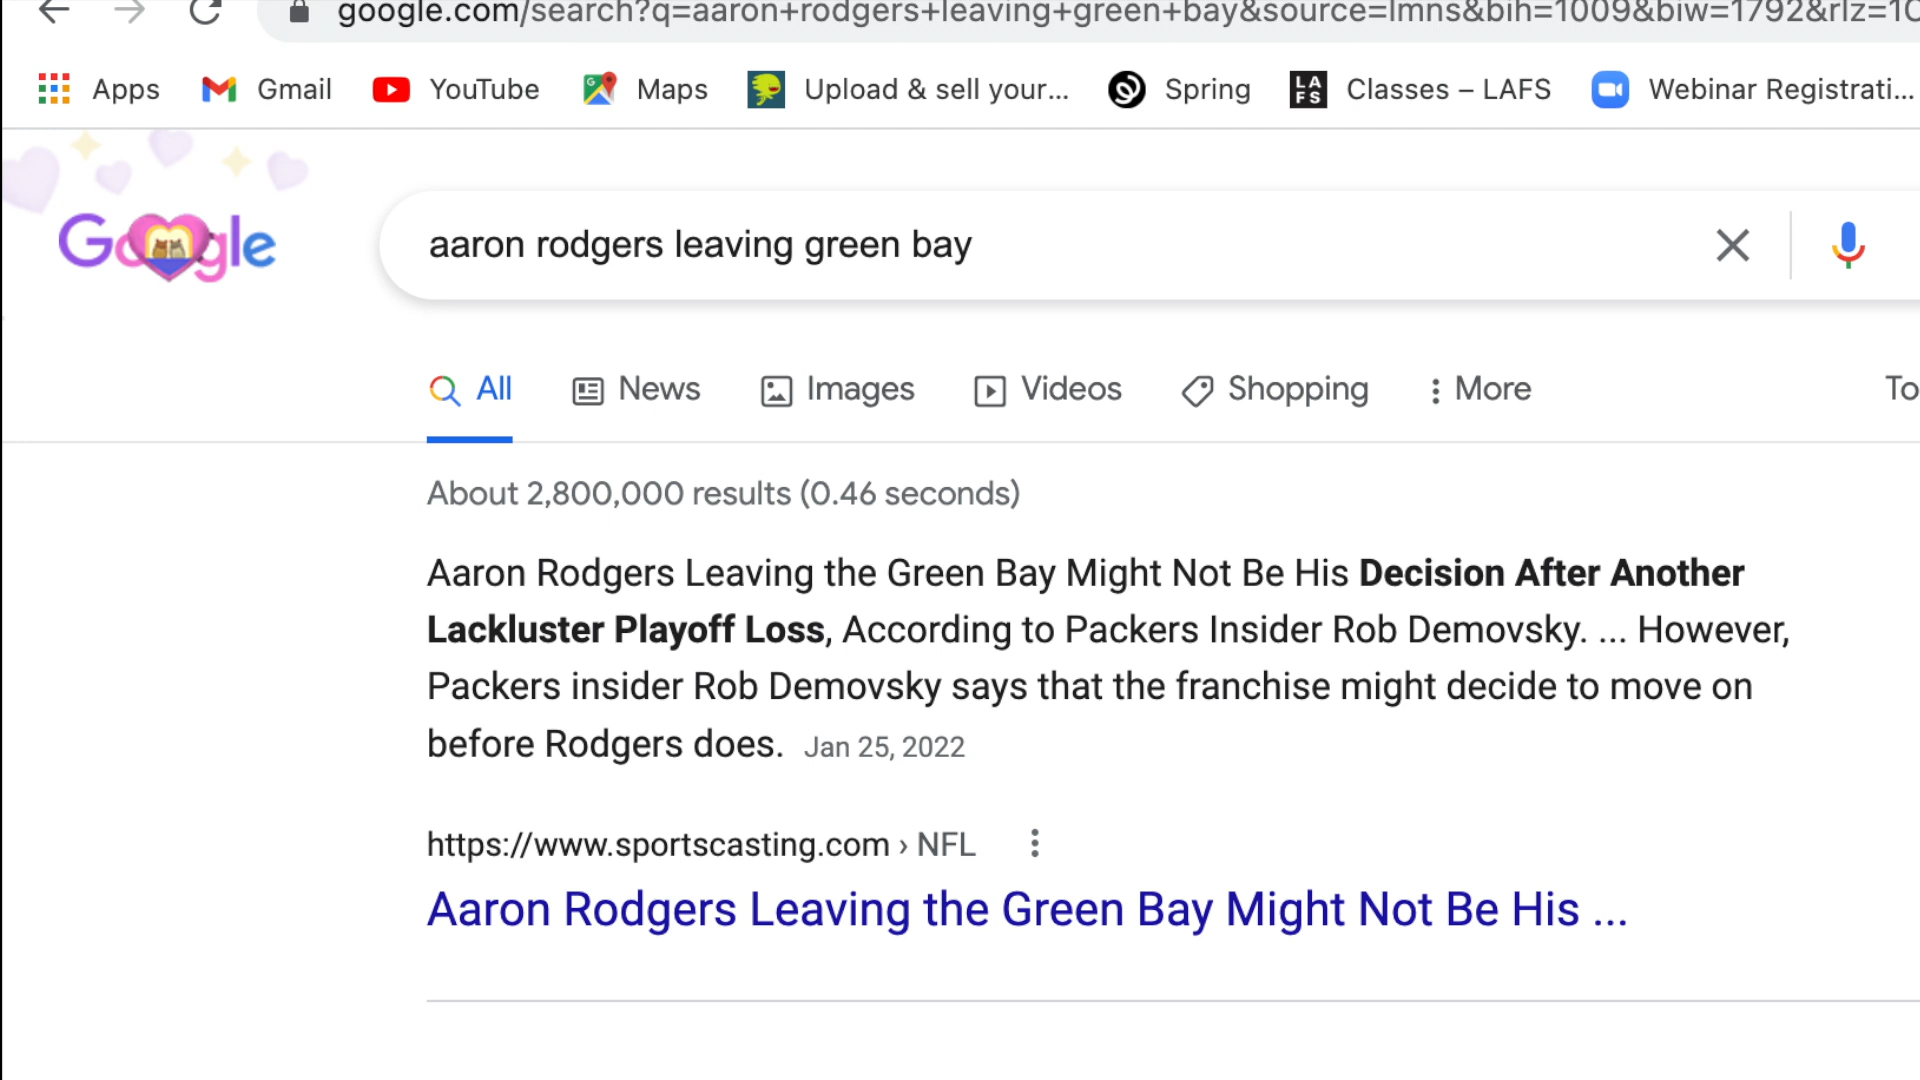 google.com/search?q=aaron+rodgers+leaving+green+bay&source=lmns&bih=1009&biw=1792&rlz=1C
Apps Gmail YouTube Maps Upload & sell your... Spring LAFS Classes – LAFS Webinar Registrati...
Google
aaron rodgers leaving green bay
All News Images Videos Shopping More To
About 2,800,000 results (0.46 seconds)
Aaron Rodgers Leaving the Green Bay Might Not Be His Decision After Another
Lackluster Playoff Loss, According to Packers Insider Rob Demovsky. ... However,
Packers insider Rob Demovsky says that the franchise might decide to move on
before Rodgers does. Jan 25, 2022
https://www.sportscasting.com › NFL
Aaron Rodgers Leaving the Green Bay Might Not Be His ...